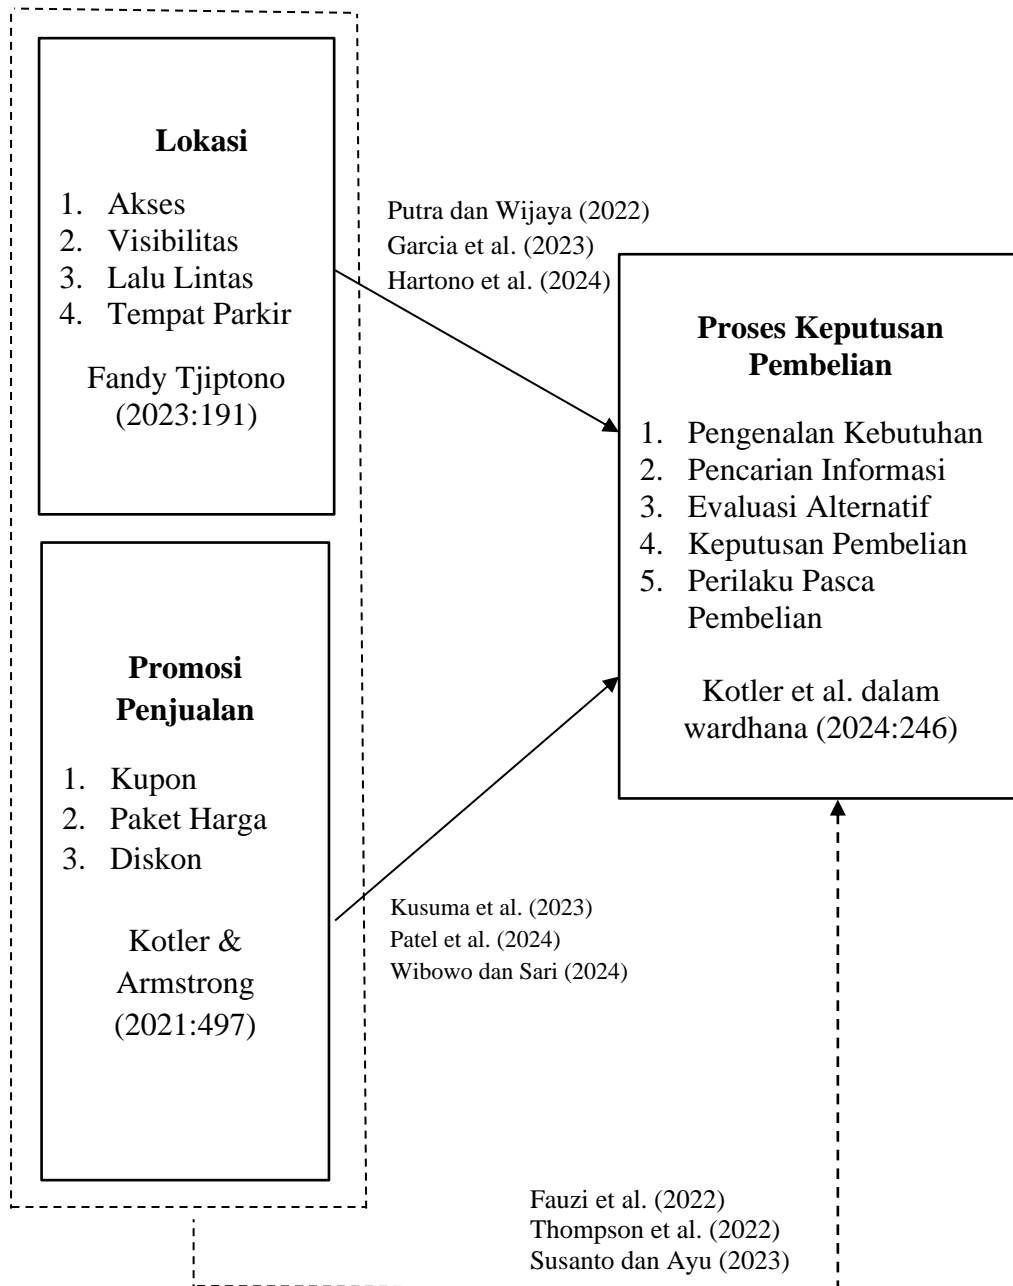 Lokasi
1. Akses
2. Visibilitas
3. Lalu Lintas
4. Tempat Parkir
Fandy Tjiptono
(2023:191)
Putra dan Wijaya (2022)
Garcia et al. (2023)
Hartono et al. (2024)
Proses Keputusan
Pembelian
1. Pengenalan Kebutuhan
2. Pencarian Informasi
3. Evaluasi Alternatif
4. Keputusan Pembelian
5. Perilaku Pasca
Pembelian
Kotler et al. dalam
wardhana (2024:246)
Promosi
Penjualan
1. Kupon
2. Paket Harga
3. Diskon
Kotler &
Armstrong
(2021:497)
Kusuma et al. (2023)
Patel et al. (2024)
Wibowo dan Sari (2024)
Fauzi et al. (2022)
Thompson et al. (2022)
Susanto dan Ayu (2023)